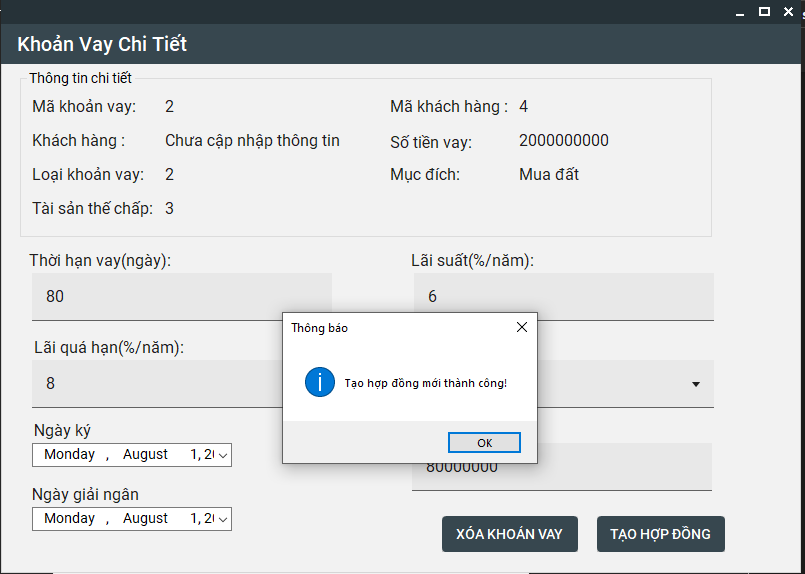 Khoản Vay Chi Tiết
Thông tin chi tiết
Mã khoản vay: 2 Mã khách hàng : 4
Khách hàng : Chưa cập nhập thông tin Số tiền vay: 2000000000
Loại khoản vay: 2 Mục đích: Mua đất
Tài sản thế chấp: 3
Thời hạn vay(ngày): Lãi suất(%/năm):
80 6
Lãi quá hạn(%/năm):
8
Thông báo
Tạo hợp đồng mới thành công!
OK
Ngày ký
Monday , August 1, 80000000
Ngày giải ngân
Monday , August 1,
XÓA KHOẢN VAY TẠO HỢP ĐỒNG